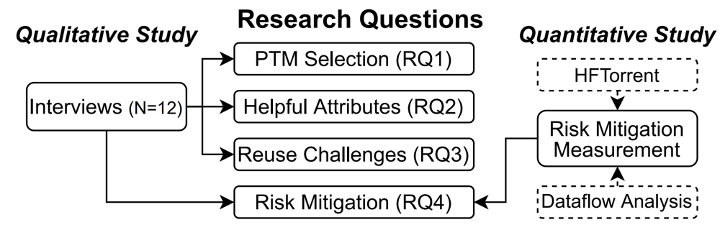 Research Questions
Qualitative Study
Quantitative Study
PTM Selection (RQ1)
HFTorrent
Interviews (N=12)
Helpful Attributes (RQ2)
Risk Mitigation
Measurement
Reuse Challenges (RQ3)
Risk Mitigation (RQ4)
Dataflow Analysis